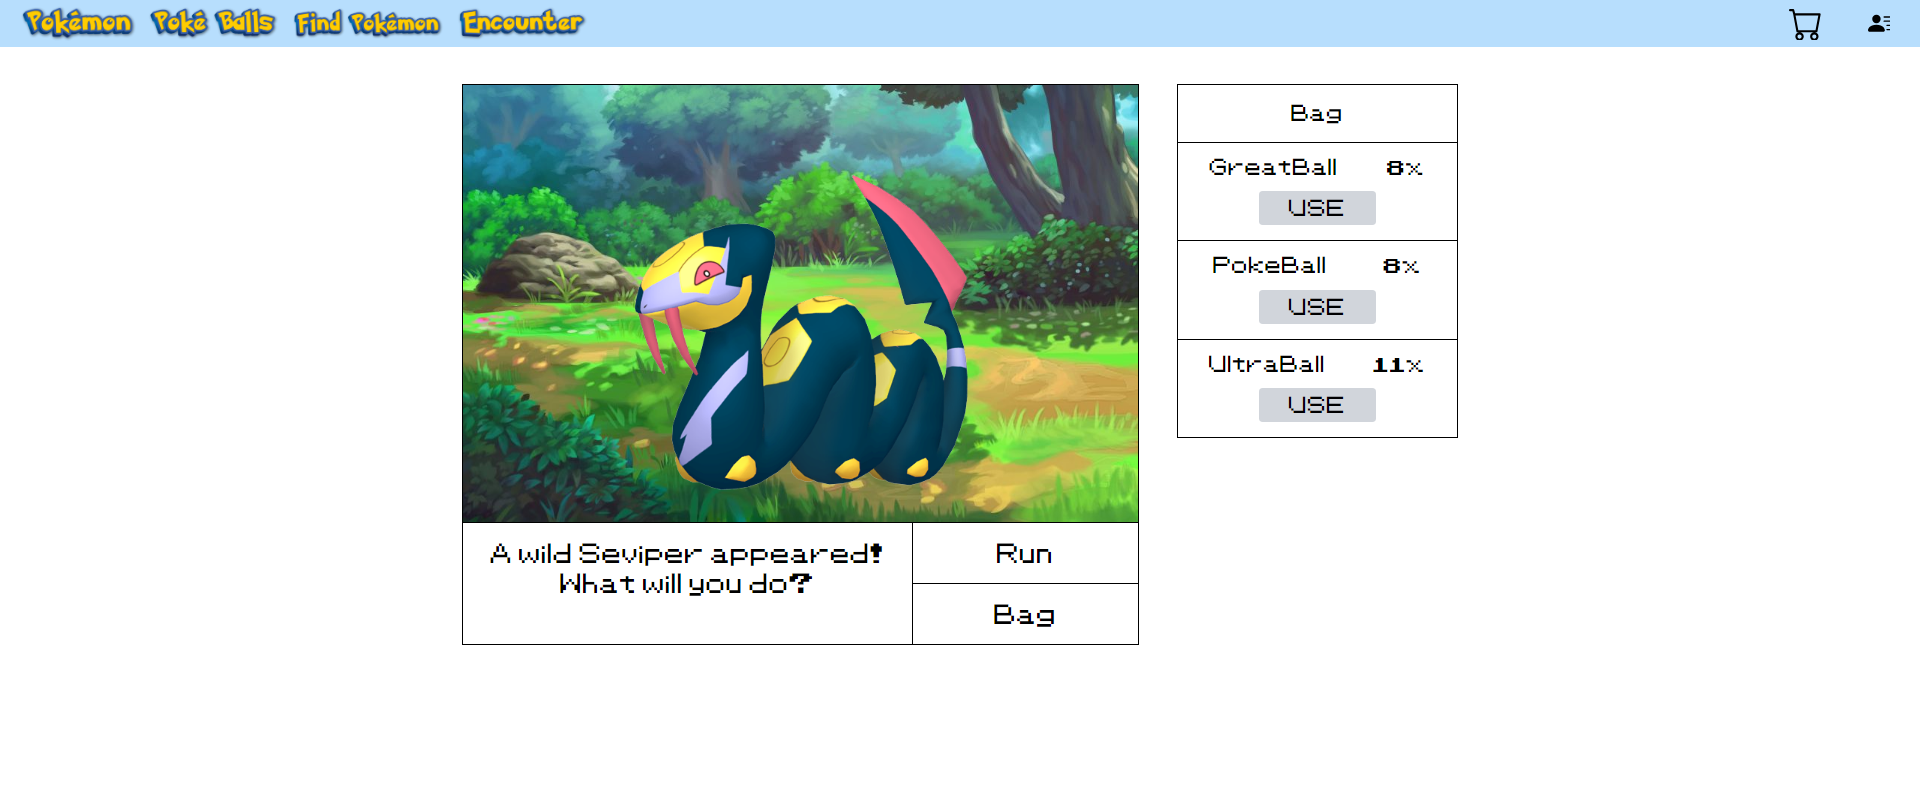 Pokémon Poké Balls Find Pokémon Encounter
Bag
GreatBall 8x
USE
PokeBall 8x
USE
UltraBall 11x
USE
A wild Seviper appeared!
What will you do?
Run
Bag